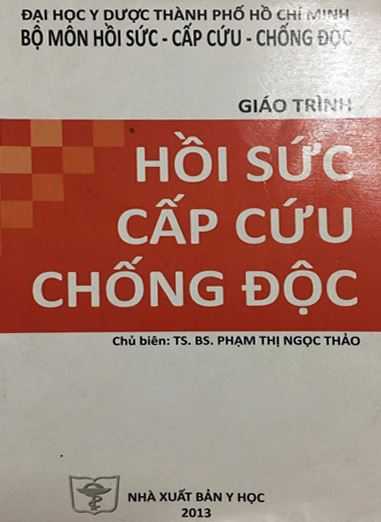 ĐẠI HỌC Y DƯỢC THÀNH PHỐ HỒ CHÍ MINH
BỘ MÔN HỒI SỨC - CẤP CỨU - CHỐNG ĐỘC
GIÁO TRÌNH
HỒI SỨC
CẤP CỨU
CHỐNG ĐỘC
Chủ biên: TS. BS. PHẠM THỊ NGỌC THẢO
NHÀ XUẤT BẢN Y HỌC
2013